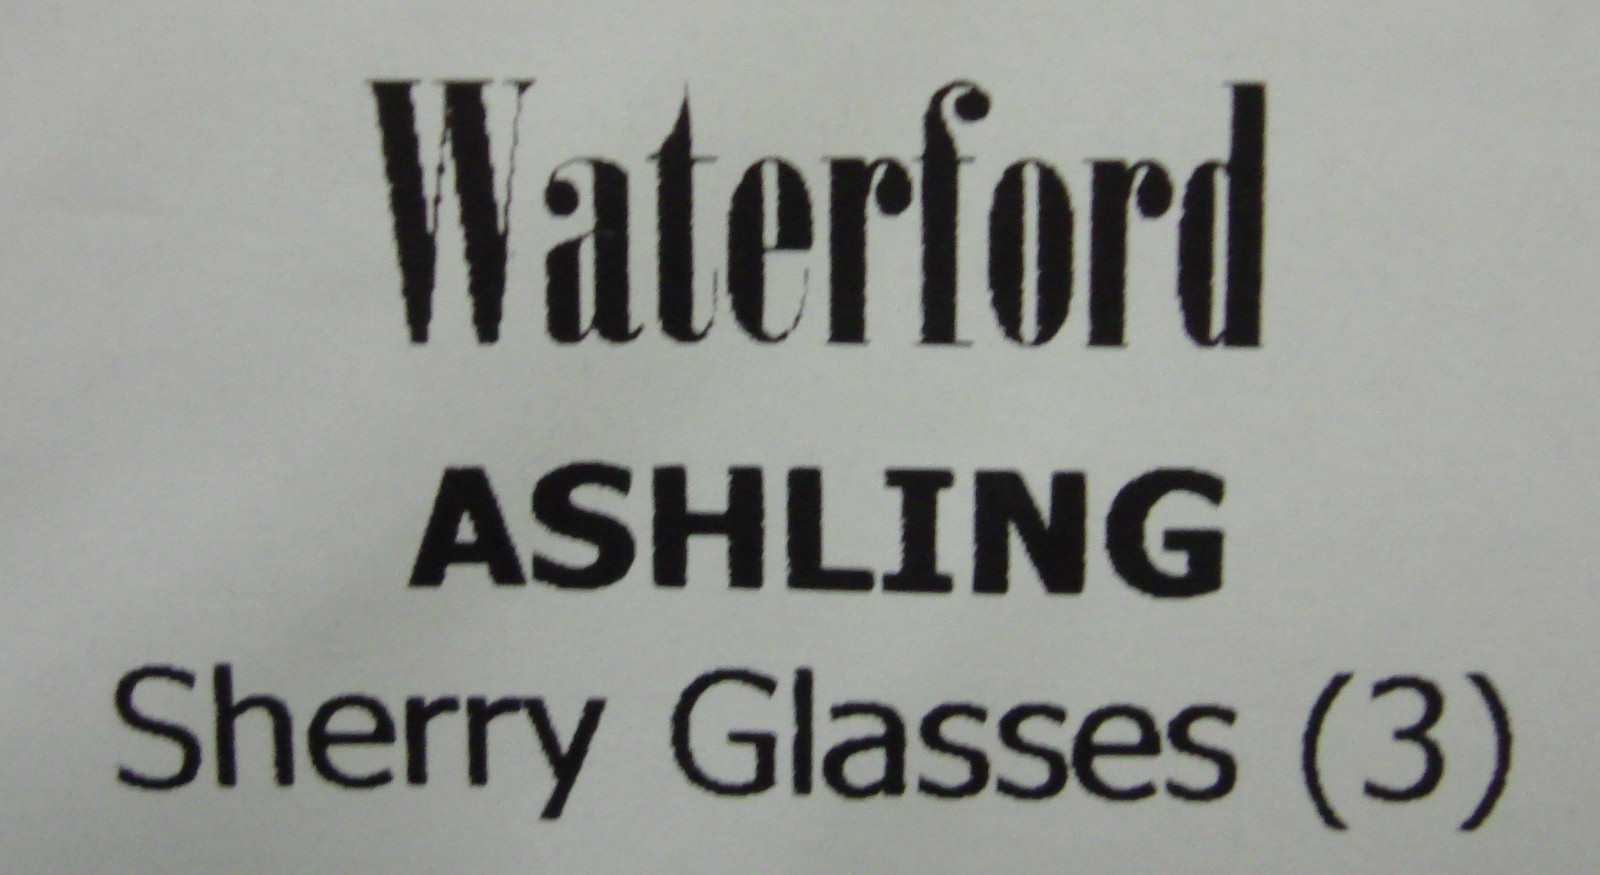 Waterford
ASHLING
Sherry Glasses (3)